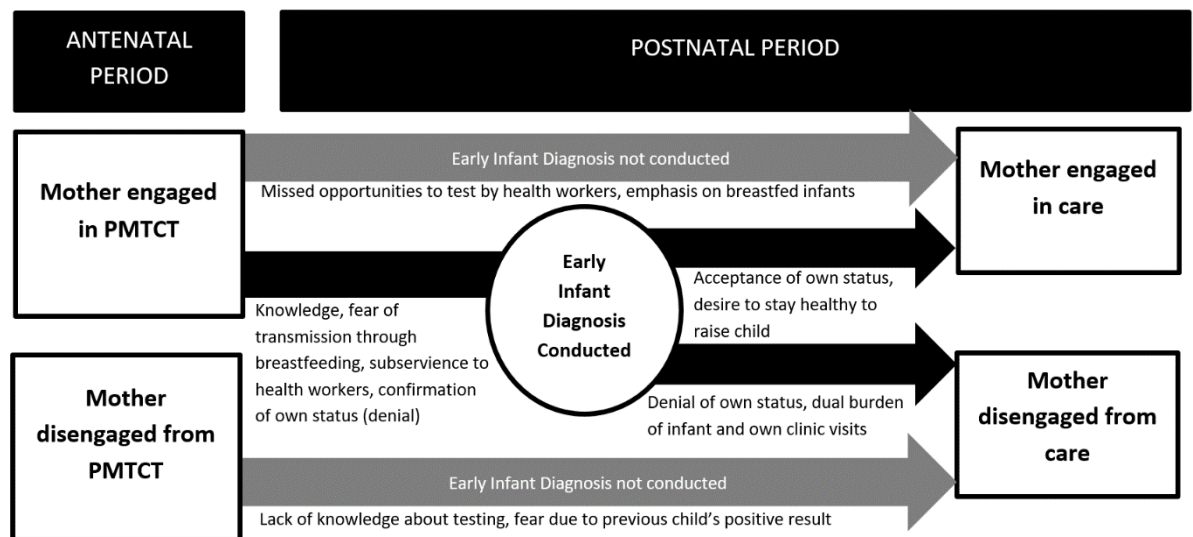 ANTENATAL
PERIOD
POSTNATAL PERIOD
Early Infant Diagnosis not conducted
Missed opportunities to test by health workers, emphasis on breastfed infants
Mother engaged
in PMTCT
Mother engaged
in care
Early
Infant
Diagnosis
Conducted
Acceptance of own status,
desire to stay healthy to
raise child
Knowledge, fear of
transmission through
breastfeeding, subservience to
health workers, confirmation
of own status (denial)
Mother
disengaged from
PMTCT
Denial of own status, dual burden
of infant and own clinic visits
Mother
disengaged from
care
Early Infant Diagnosis not conducted
Lack of knowledge about testing, fear due to previous child’s positive result